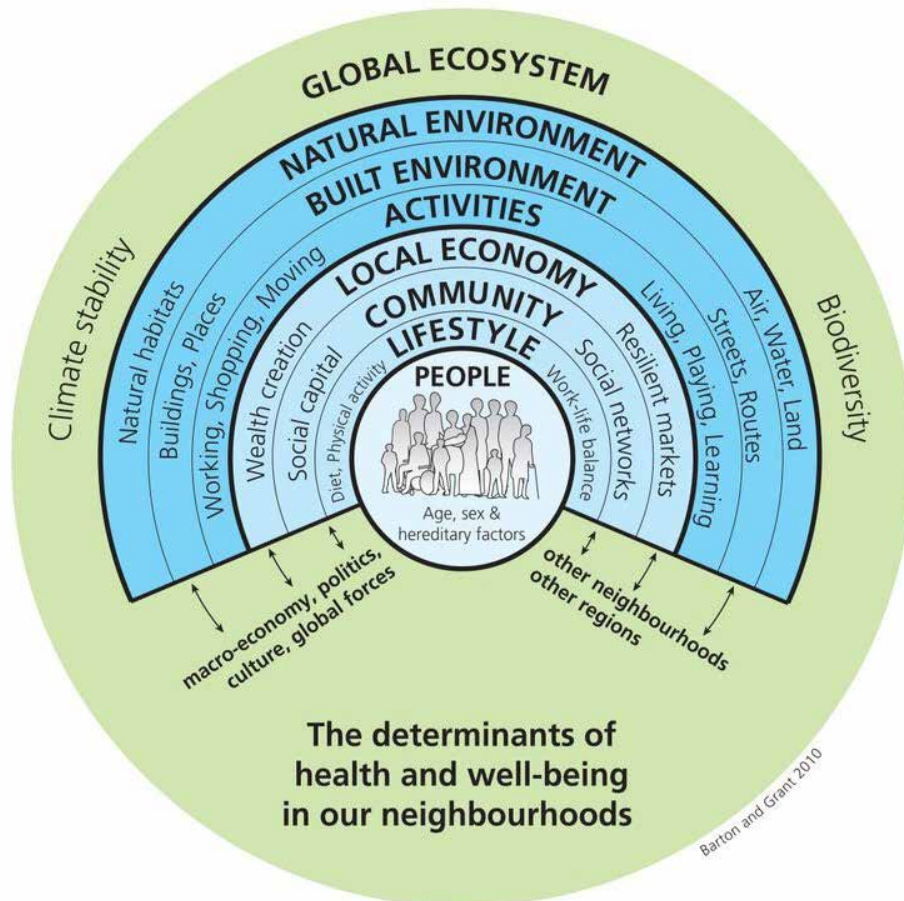 GLOBAL ECOSYSTEM
NATURAL ENVIRONMENT
BUILT ENVIRONMENT
ACTIVITIES
LOCAL ECONOMY
COMMUNITY
LIFESTYLE
PEOPLE
Age, sex &
hereditary factors
Climate stability
Natural habitats
Buildings, Places
Working, Shopping, Moving
Wealth creation
Social capital
Diet, Physical activity
Work-life balance
Social networks
Resilient markets
Living, Playing, Learning
Streets, Routes
Air, Water, Land
Biodiversity
macro-economy, politics,
culture, global forces
other neighbourhoods
other regions
The determinants of
health and well-being
in our neighbourhoods
Barton and Grant 2010